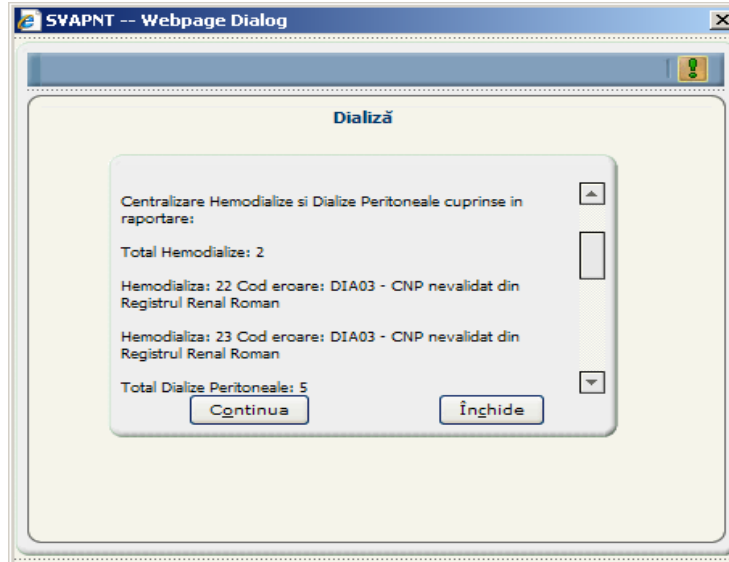 SVAPNT -- Webpage Dialog
Dializă
Centralizare Hemodialize si Dialize Peritoneale cuprinse in
raportare:
Total Hemodialize: 2
Hemodializa: 22 Cod eroare: DIA03 - CNP nevalidat din
Registrul Renal Roman
Hemodializa: 23 Cod eroare: DIA03 - CNP nevalidat din
Registrul Renal Roman
Total Dialize Peritoneale: 5
Continua
Închide